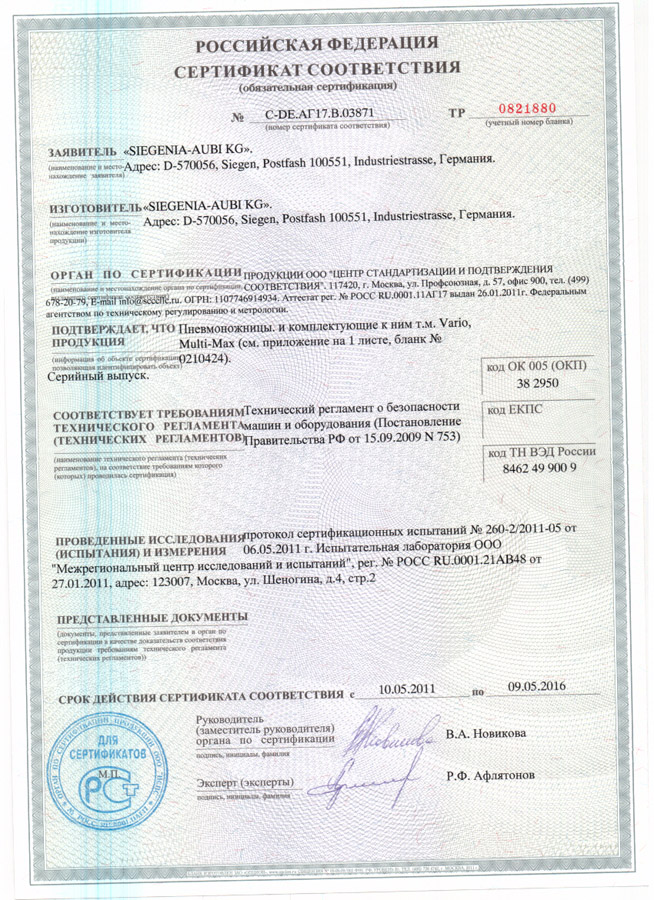 РОССИЙСКАЯ ФЕДЕРАЦИЯ
СЕРТИФИКАТ СООТВЕТСТВИЯ
(обязательная сертификация)
№ C-DE.АГ17.В.03871
(номер сертификата соответствия)
ТР 0821880
(учетный номер бланка)
ЗАЯВИТЕЛЬ «SIEGENIA-AUBI KG».
(наименование и место-нахождение заявителя) Адрес: D-570056, Siegen, Postfash 100551, Industriestrasse, Германия.
ИЗГОТОВИТЕЛЬ «SIEGENIA-AUBI KG».
(наименование и место-нахождение изготовителя продукции) Адрес: D-570056, Siegen, Postfash 100551, Industriestrasse, Германия.
ОРГАН ПО СЕРТИФИКАЦИИ ПРОДУКЦИИ ООО "ЦЕНТР СТАНДАРТИЗАЦИИ И ПОДТВЕРЖДЕНИЯ
СООТВЕТСТВИЯ". 117420, г. Москва, ул. Профсоюзная, д. 57, офис 900, тел. (499)
678-20-79, E-mail ОГРН: 1107746914934. Аттестат рег. № РОСС RU.0001.11АГ17 выдан 26.01.2011г. Федеральным
агентством по техническому регулированию и метрологии.
ПОДТВЕРЖДАЕТ, ЧТО Пневмоножницы. и комплектующие к ним т.м. Vario,
ПРОДУКЦИЯ Multi-Max (см. приложение на 1 листе, бланк №
(информация об объекте сертификации, 0210424).
позволяющая идентифицировать объект)
Серийный выпуск.
код ОК 005 (ОКП)
38 2950
СООТВЕТСТВУЕТ ТРЕБОВАНИЯМ Технический регламент о безопасности
ТЕХНИЧЕСКОГО РЕГЛАМЕНТА машин и оборудования (Постановление
(ТЕХНИЧЕСКИХ РЕГЛАМЕНТОВ) Правительства РФ от 15.09.2009 N 753)
код ЕКПС
код ТН ВЭД России
8462 49 900 9
(наименование технического регламента (технических
регламентов), на соответствие требованиям которого
(которых) проводилась сертификация)
ПРОВЕДЕННЫЕ ИССЛЕДОВАНИЯ протокол сертификационных испытаний № 260-2/2011-05 от
(ИСПЫТАНИЯ) И ИЗМЕРЕНИЯ 06.05.2011 г. Испытательная лаборатория ООО
"Межрегиональный центр исследований и испытаний", рег. № РОСС RU.0001.21АВ48 от
27.01.2011, адрес: 123007, Москва, ул. Шеногина, д.4, стр.2
ПРЕДСТАВЛЕННЫЕ ДОКУМЕНТЫ
(документы, представленные заявителем в орган по
сертификации в качестве доказательств соответствия
продукции требованиям технического регламента
(технических регламентов))
СРОК ДЕЙСТВИЯ СЕРТИФИКАТА СООТВЕТСТВИЯ с 10.05.2011 по 09.05.2016
Руководитель
(заместитель руководителя)
органа по сертификации
подпись, инициалы, фамилия
В.А. Новикова
Эксперт (эксперты)
подпись, инициалы, фамилия
Р.Ф. Афлятонов
ДЛЯ
СЕРТИФИКАТОВ
М.П.